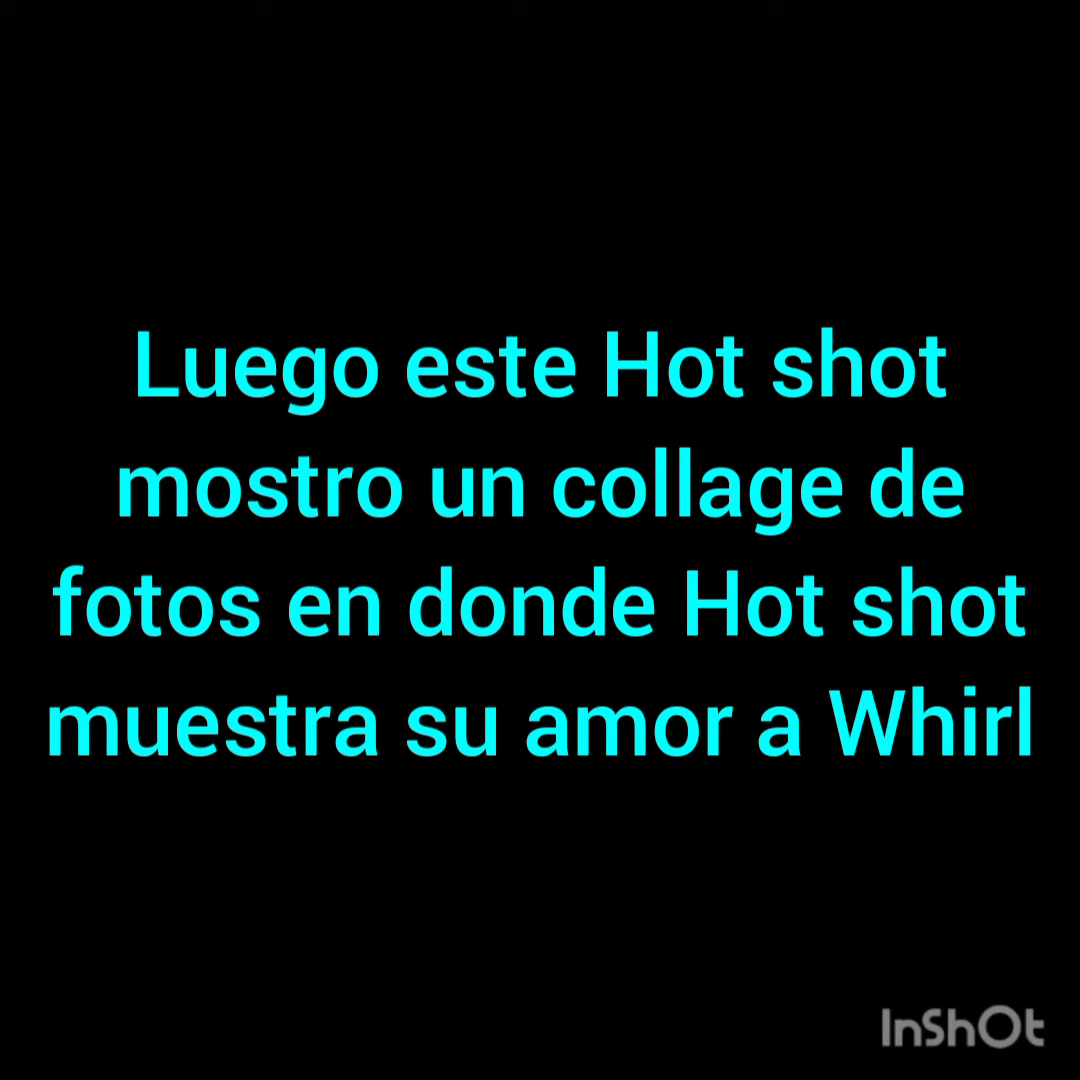 Luego este Hot shot
mostro un collage de
fotos en donde Hot shot
muestra su amor a Whirl
InShOt